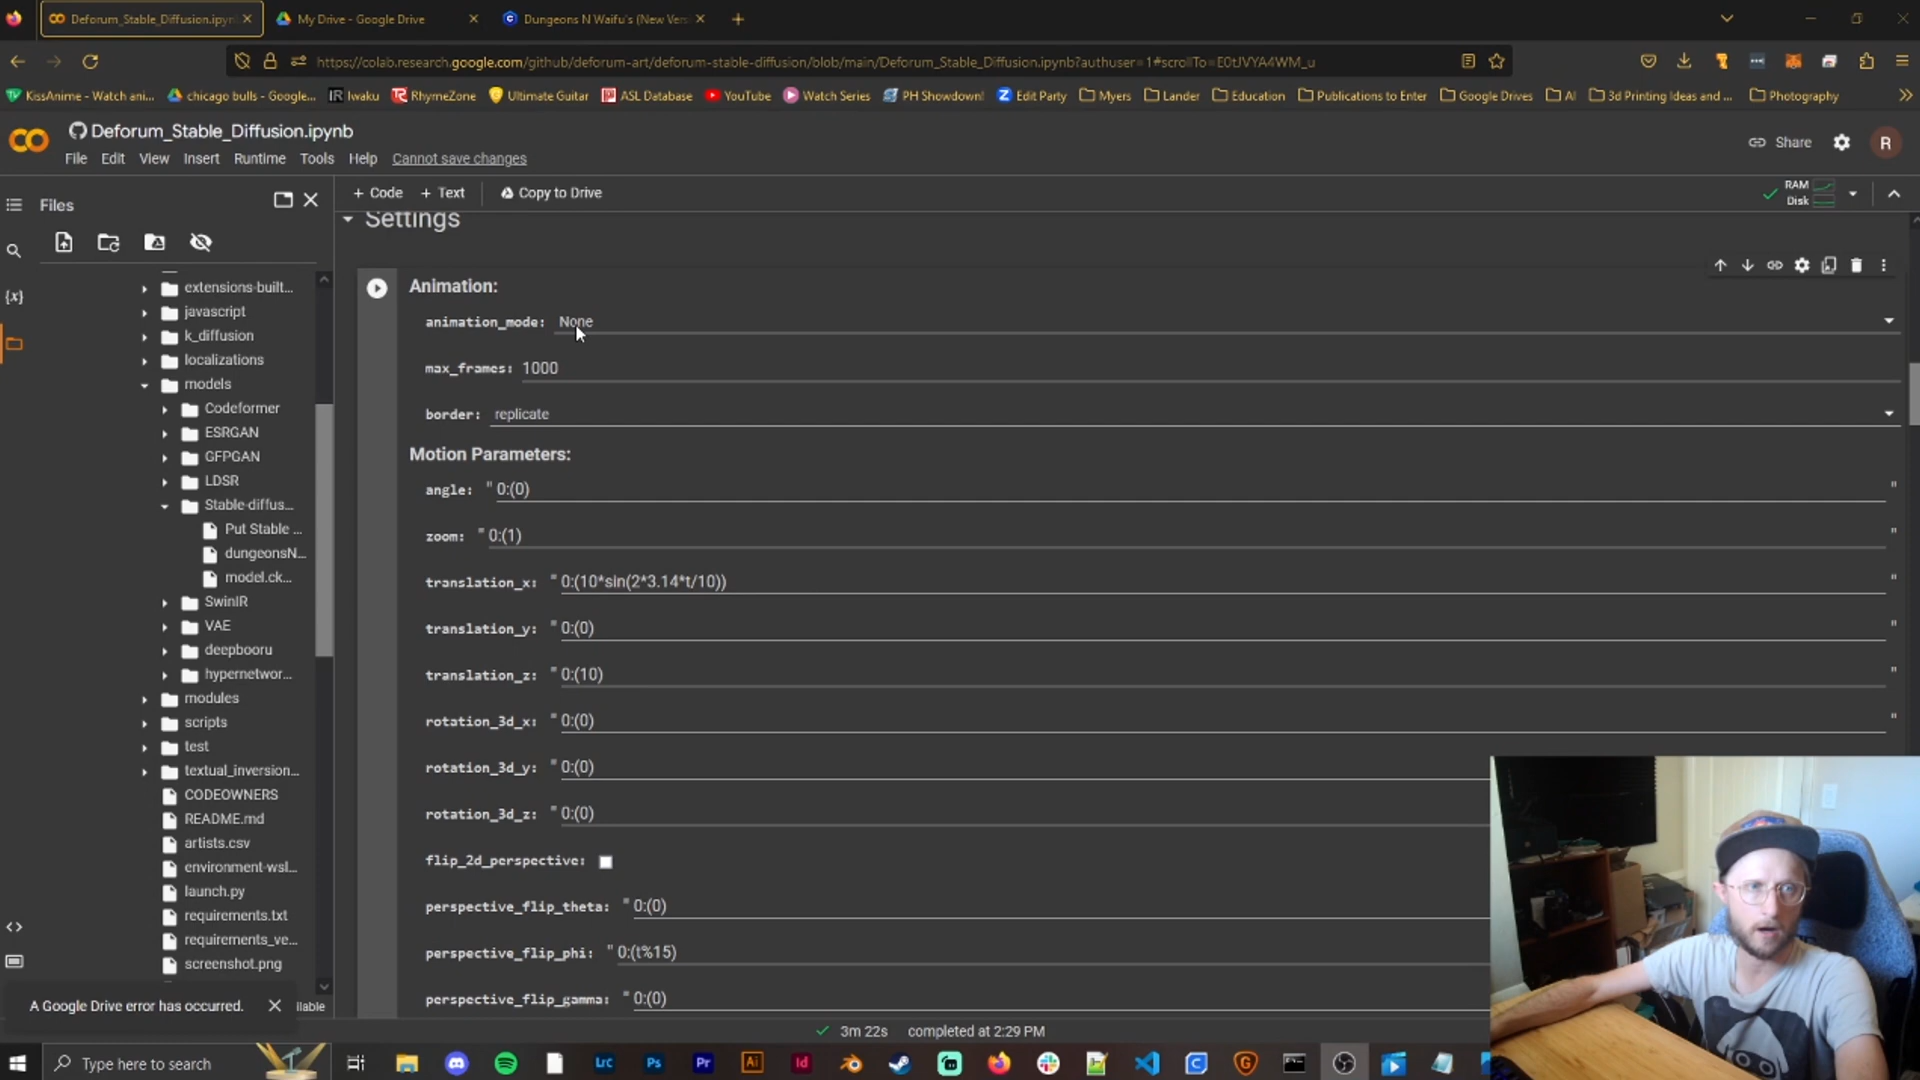 Deforum_Stable_Diffusion.ipyn
My Drive - Google Drive
Dungeons N Waifu's (New Ver
https://colab.research.google.com/github/deforum-art/deforum-stable-diffusion/blob/main/Deforum_Stable_Diffusion.ipynb?authuser=1#scrollTo=E0tJVYA4WM_u
KissAnime - Watch ani...
chicago bulls - Google...
Iwaku
RhymeZone
Ultimate Guitar
ASL Database
YouTube
Watch Series
PH Showdown!
Edit Party
Myers
Lander
Education
Publications to Enter
Google Drives
AI
3d Printing Ideas and ...
Photography
Deforum_Stable_Diffusion.ipynb
File Edit View Insert Runtime Tools Help Cannot save changes
Share
R
Files
+ Code + Text
Copy to Drive
RAM
Disk
Settings
extensions-built...
javascript
k_diffusion
localizations
models
Codeformer
ESRGAN
GFPGAN
LDSR
Stable-diffus...
Put Stable ...
dungeonsN...
model.ck...
SwinIR
VAE
deepbooru
hypernetwor...
modules
scripts
test
textual_inversion...
CODEOWNERS
README.md
artists.csv
environment-wsl...
launch.py
requirements.txt
requirements_ve...
screenshot.png
Animation:
animation_mode: None
max_frames: 1000
border: replicate
Motion Parameters:
angle: " 0:(0) "
zoom: " 0:(1) "
translation_x: " 0:(10*sin(2*3.14*t/10)) "
translation_y: " 0:(0) "
translation_z: " 0:(10) "
rotation_3d_x: " 0:(0) "
rotation_3d_y: " 0:(0)
rotation_3d_z: " 0:(0)
flip_2d_perspective:
perspective_flip_theta: " 0:(0)
perspective_flip_phi: " 0:(t%15)
perspective_flip_gamma: " 0:(0)
A Google Drive error has occurred.
ilable
3m 22s completed at 2:29 PM
Type here to search
Lrc
Ps
Pr
Ai
Id